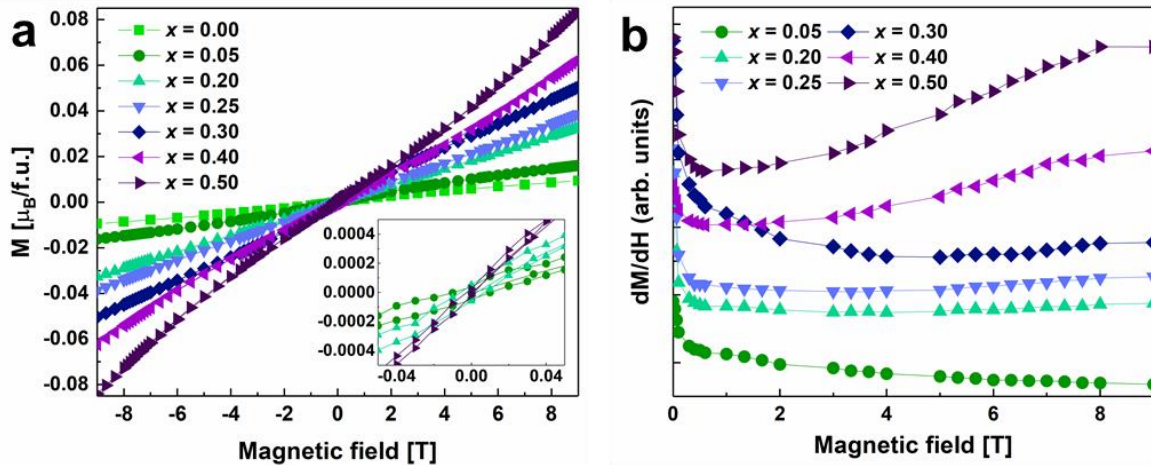 a
M [μB/f.u.]
0.08
0.06
0.04
0.02
0.00
-0.02
-0.04
-0.06
-0.08
x = 0.00
x = 0.05
x = 0.20
x = 0.25
x = 0.30
x = 0.40
x = 0.50
0.0004
0.0002
0.0000
-0.0002
-0.0004
-0.04 0.00 0.04
-8 -6 -4 -2 0 2 4 6 8
Magnetic field [T]
b
dM/dH (arb. units)
x = 0.05 x = 0.30
x = 0.20 x = 0.40
x = 0.25 x = 0.50
0 2 4 6 8
Magnetic field [T]